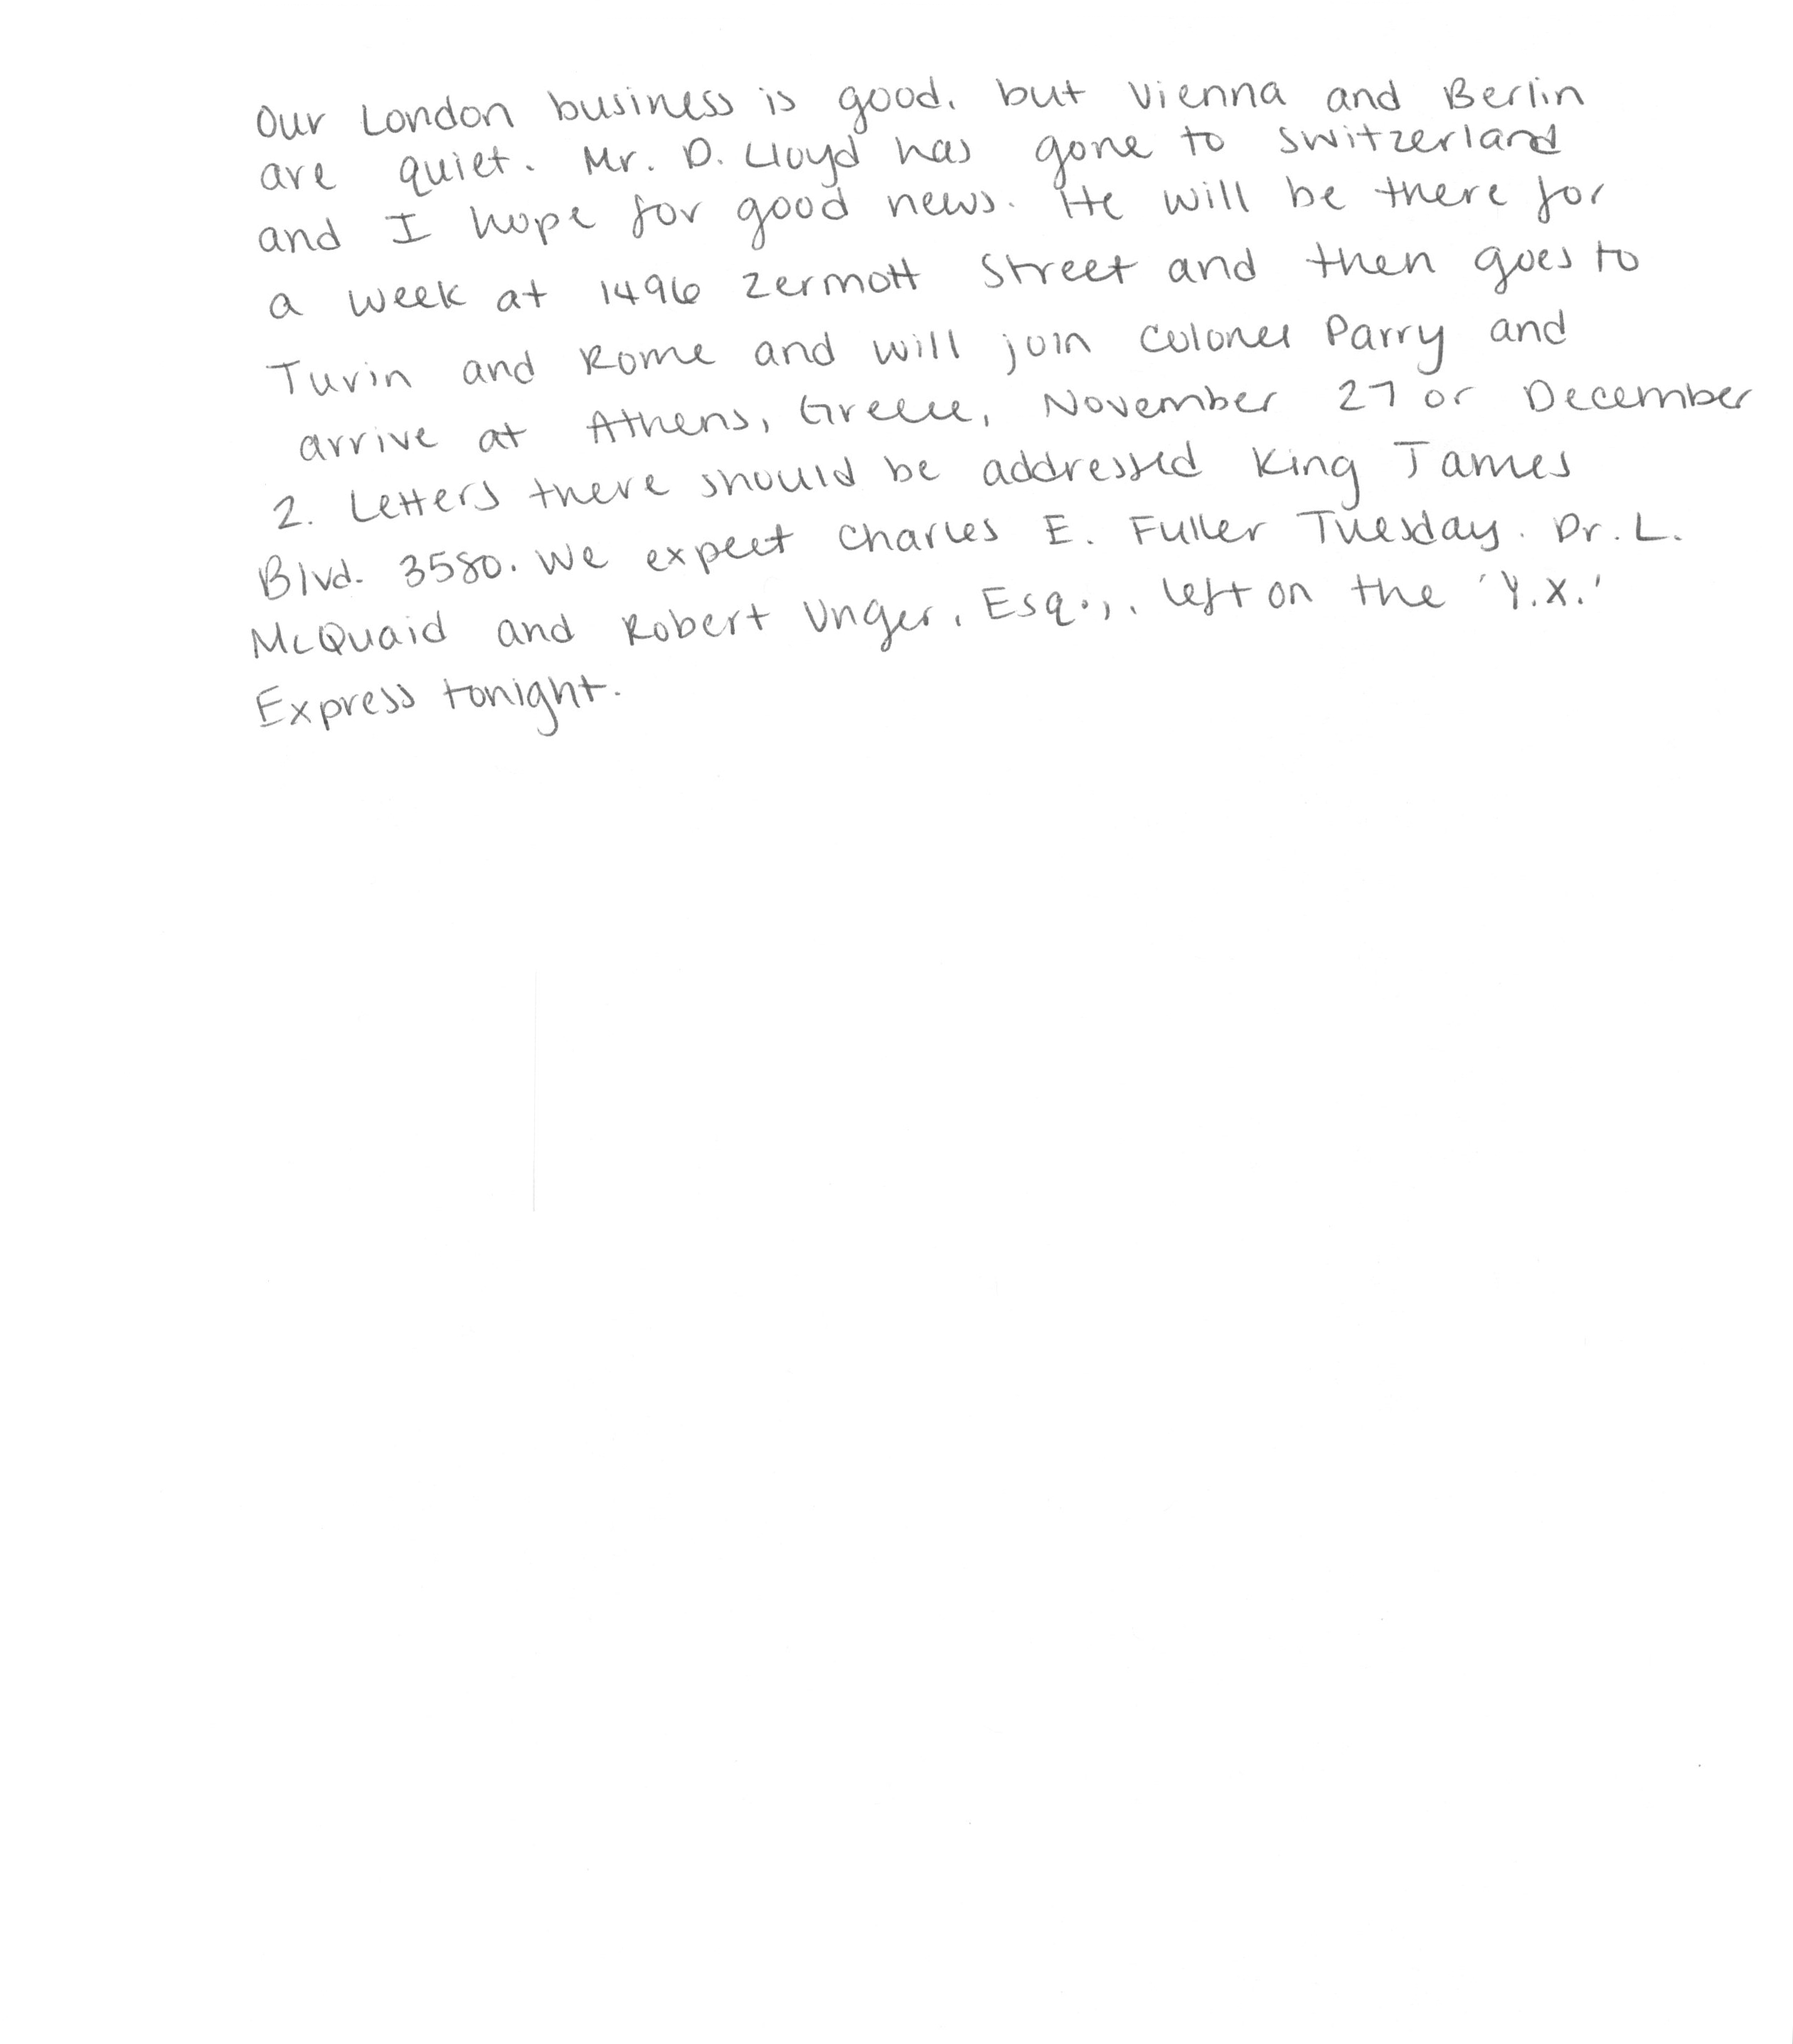 Our London business is good, but Vienna and Berlin
are quiet. Mr. D. Lloyd has gone to Switzerland
and I hope for good news. He will be there for
a week at 1496 Zermott Street and then goes to
Turin and Rome and will join Colonel Parry and
arrive at Athens, Greece, November 27 or December
2. Letters there should be addressed King James
Blvd. 3580. We expect Charles E. Fuller Tuesday. Dr. L.
McQuaid and Robert Unger, Esq., left on the 'Y.X.'
Express tonight.